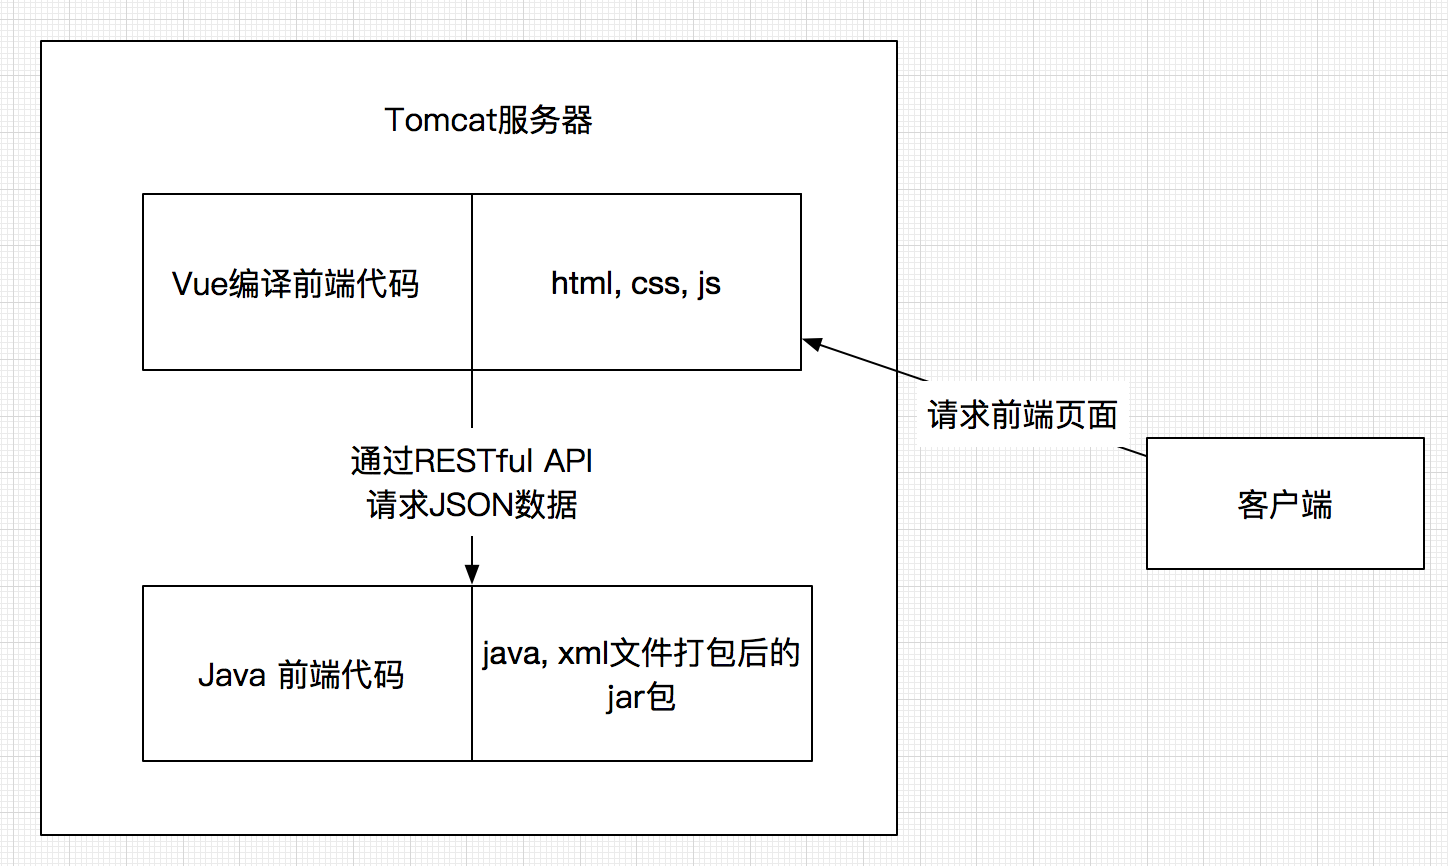 Tomcat服务器
Vue编译前端代码
html, css, js
请求前端页面
客户端
通过RESTful API
请求JSON数据
Java 前端代码
java, xml文件打包后的
jar包